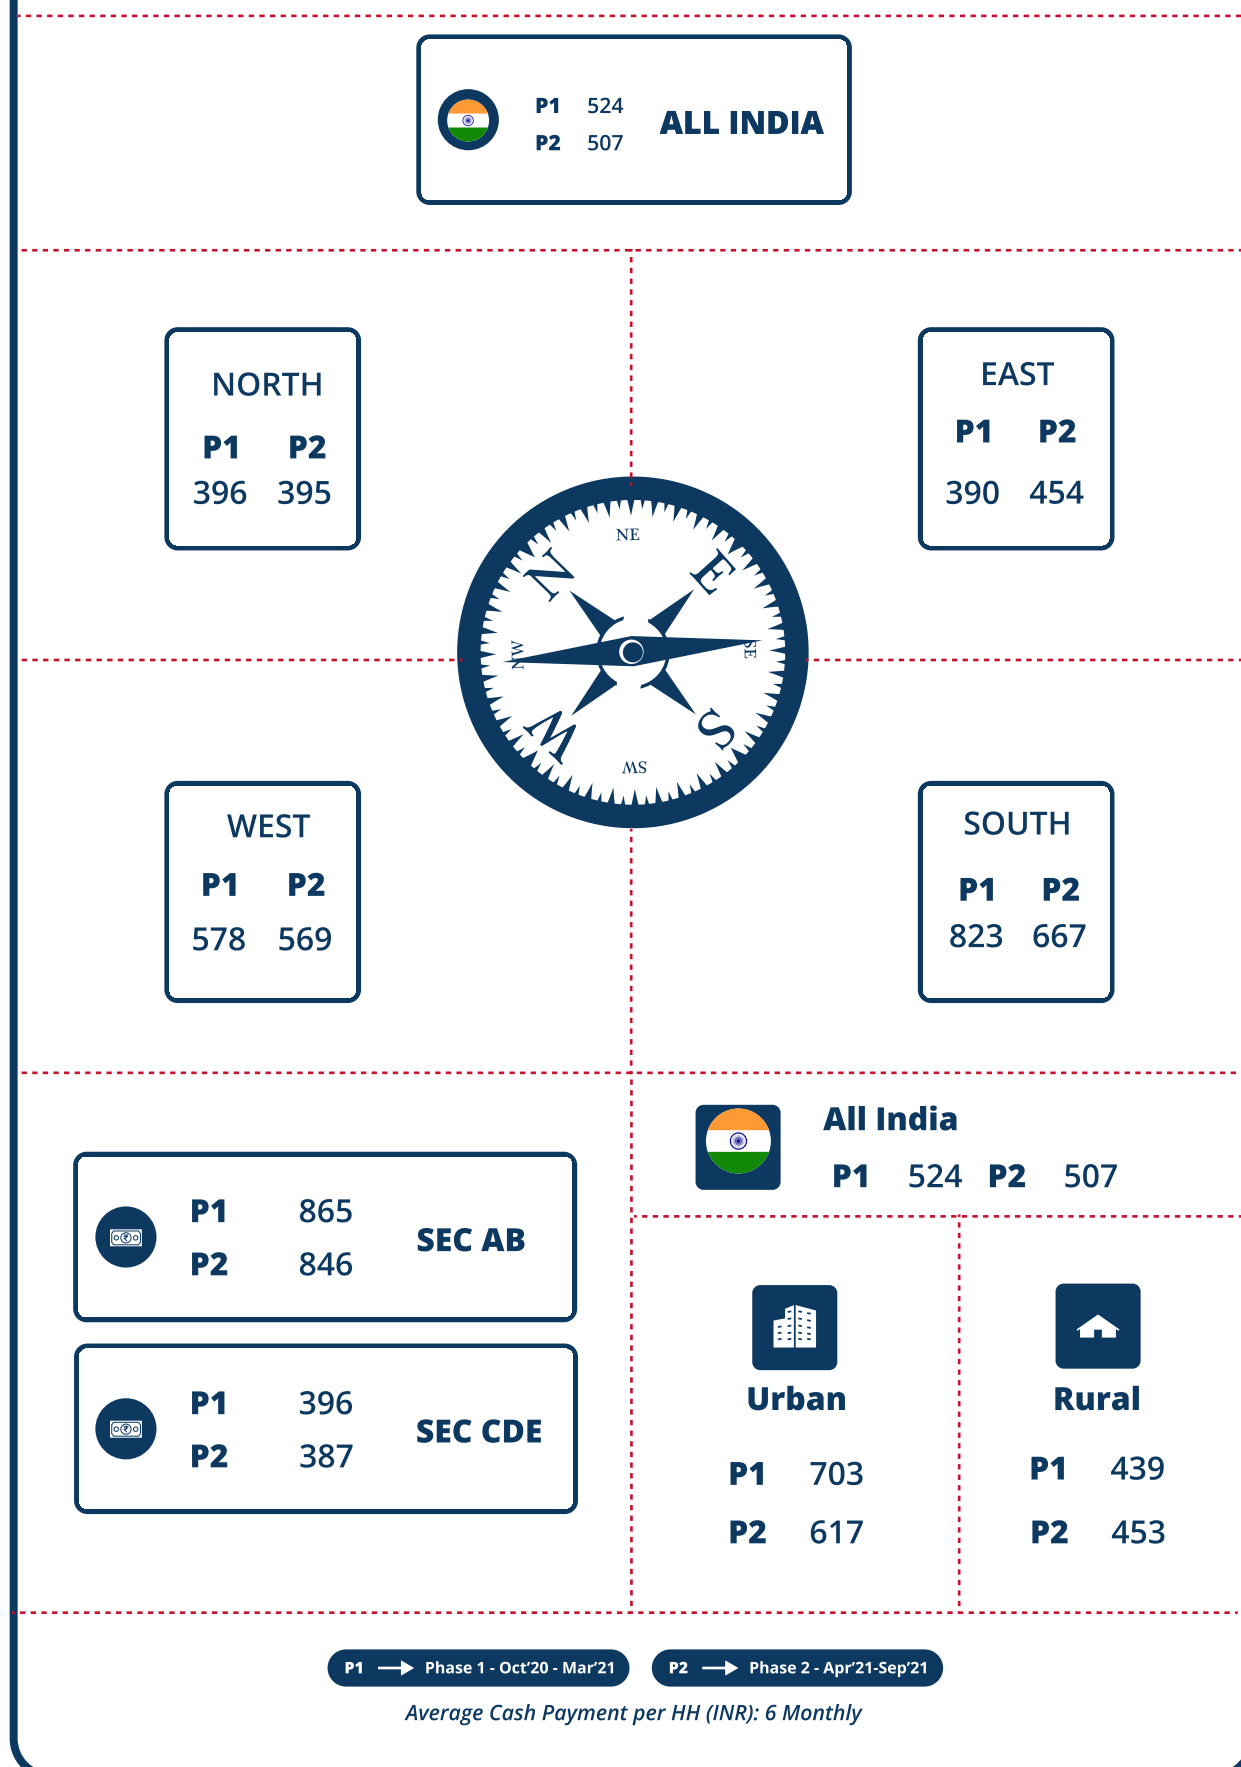 P1 524
P2 507
ALL INDIA
NORTH
P1 P2
396 395
EAST
P1 P2
390 454
NE
N
E
NW
SE
W
S
SW
WEST
P1 P2
578 569
SOUTH
P1 P2
823 667
P1 865
P2 846
SEC AB
P1 396
P2 387
SEC CDE
All India
P1 524 P2 507
Urban
P1 703
P2 617
Rural
P1 439
P2 453
P1 Phase 1 - Oct’20 - Mar’21
P2 Phase 2 - Apr’21-Sep’21
Average Cash Payment per HH (INR): 6 Monthly